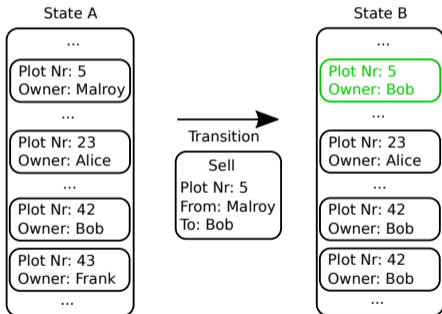 State A
...
Plot Nr: 5
Owner: Malroy
...
Plot Nr: 23
Owner: Alice
...
Plot Nr: 42
Owner: Bob
Plot Nr: 43
Owner: Frank
...
Transition
Sell
Plot Nr: 5
From: Malroy
To: Bob
State B
...
Plot Nr: 5
Owner: Bob
...
Plot Nr: 23
Owner: Alice
...
Plot Nr: 42
Owner: Bob
Plot Nr: 42
Owner: Bob
...